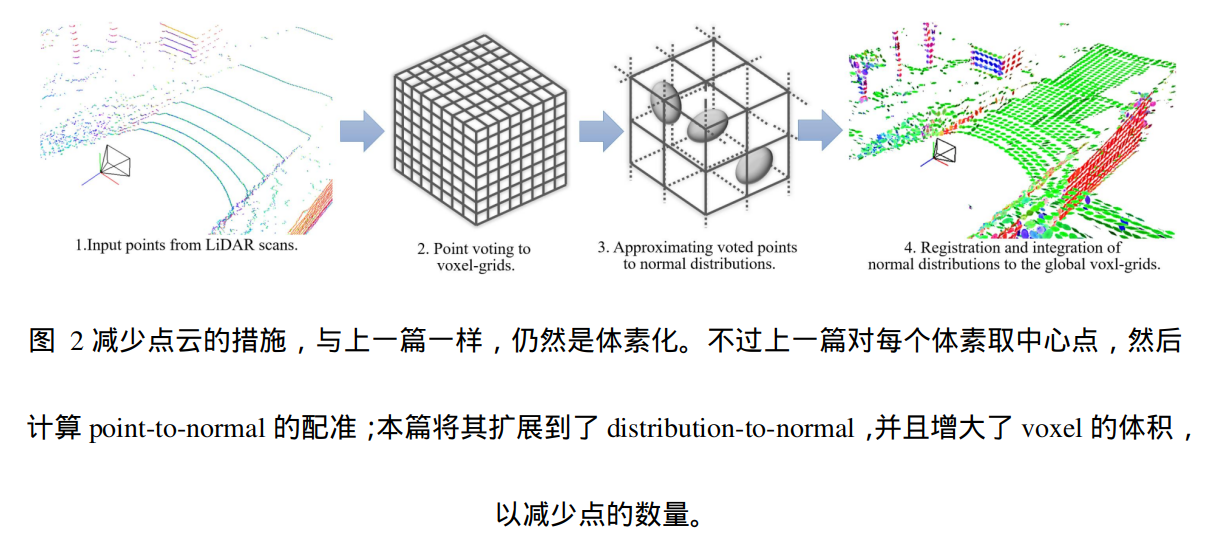 1.Input points from LiDAR scans.
2. Point voting to
voxel-grids.
3. Approximating voted points
to normal distributions.
4. Registration and integration of
normal distributions to the global voxl-grids.
图 2 减少点云的措施，与上一篇一样，仍然是体素化。不过上一篇对每个体素取中心点，然后
计算 point-to-normal 的配准；本篇将其扩展到了 distribution-to-normal，并且增大了 voxel 的体积，
以减少点的数量。